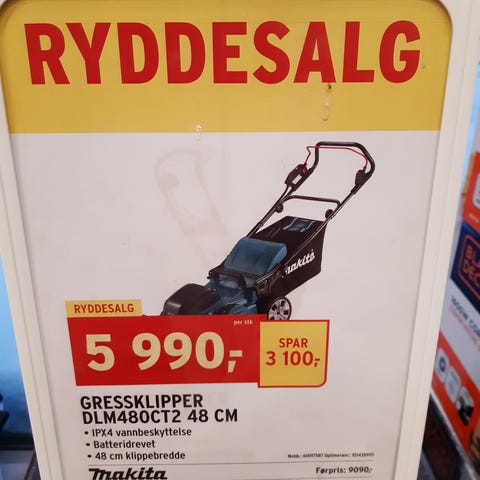 RYDDESALG
makita
RYDDESALG
per stk
5 990,-
SPAR
3 100,-
GRESSKLIPPER
DLM480CT2 48 CM
• IPX4 vannbeskyttelse
• Batteridrevet
• 48 cm klippebredde
makita
Førpris: 9090,-